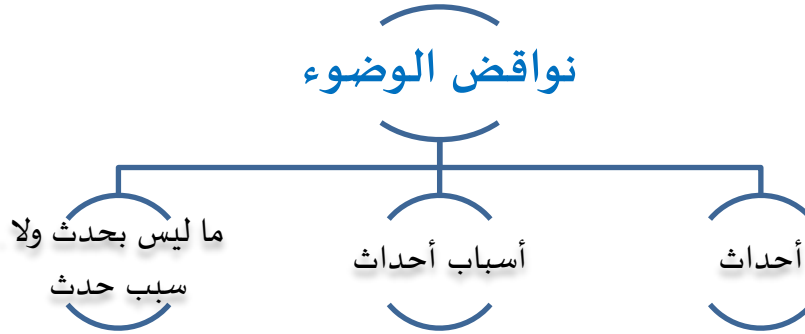 نواقض الوضوء
أحداث
أسباب أحداث
ما ليس بحدث ولا
سبب حدث